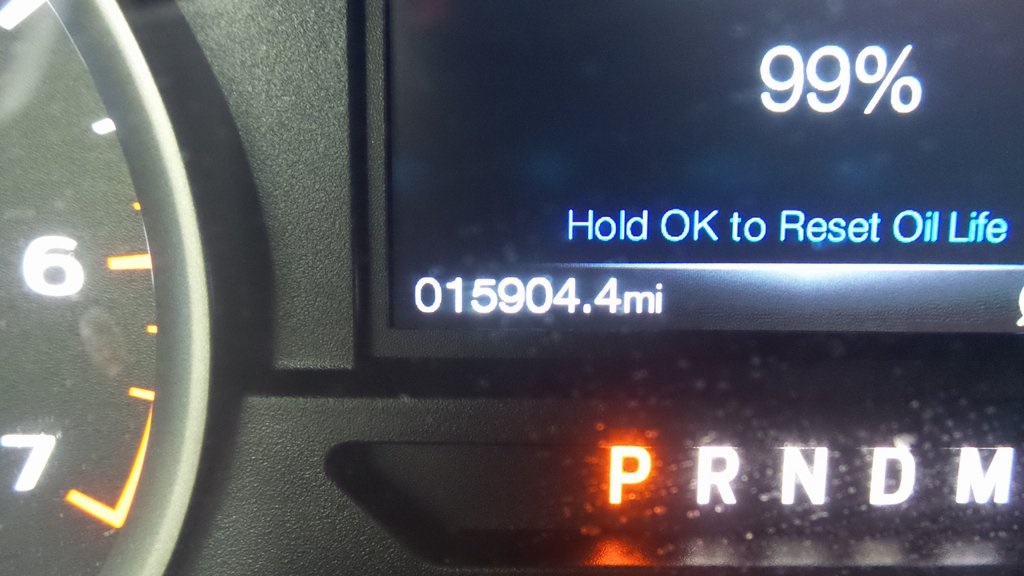 99%
Hold OK to Reset Oil Life
015904.4mi
6
7
P R N D M